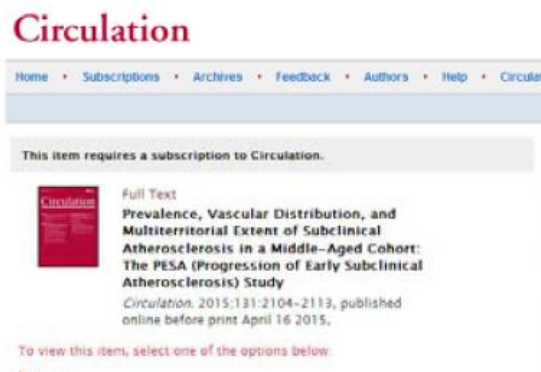 Circulation
Home • Subscriptions • Archives • Feedback • Authors • Help •
This item requires a subscription to Circulation.
Circulation
Full Text
Prevalence, Vascular Distribution, and
Multiterritorial Extent of Subclinical
Atherosclerosis in a Middle-Aged Cohort:
The PESA (Progression of Early Subclinical
Atherosclerosis) Study
Circulation. 2015;131:2104-2113, published
online before print April 16 2015,
To view this item, select one of the options below: